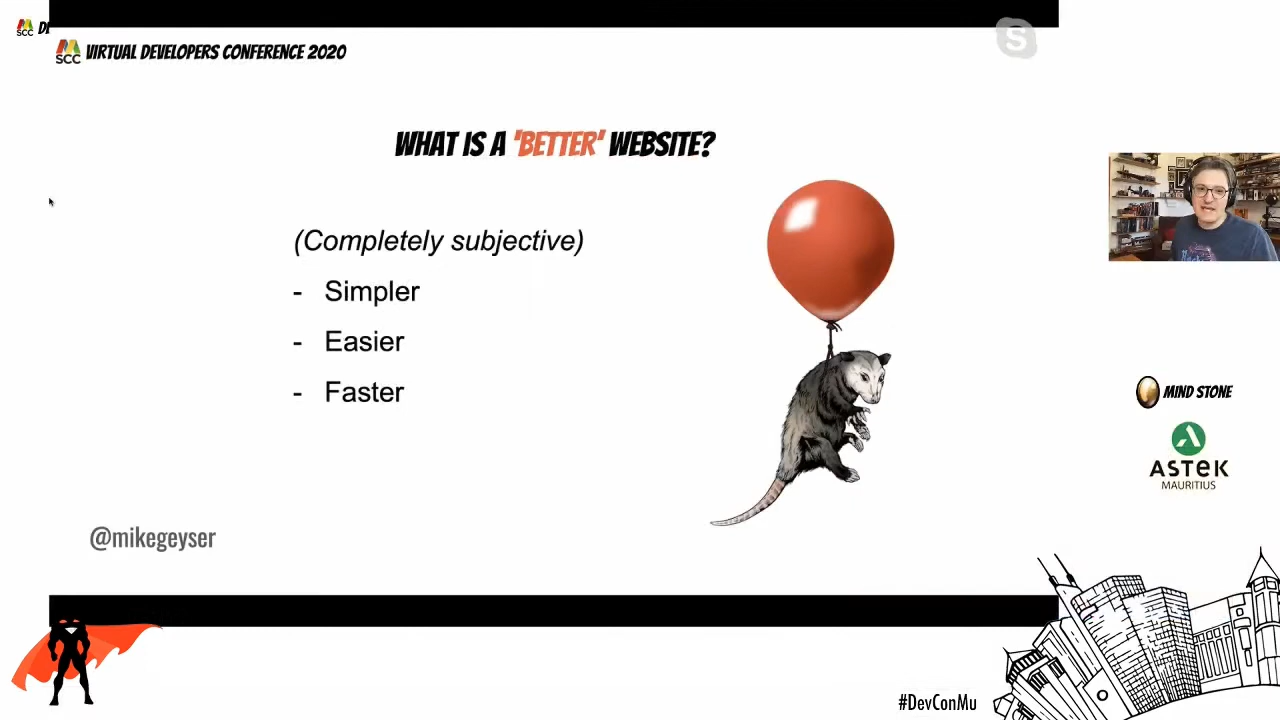 SCC
SCC VIRTUAL DEVELOPERS CONFERENCE 2020
S
WHAT IS A 'BETTER' WEBSITE?
(Completely subjective)
- Simpler
- Easier
- Faster
MIND STONE
ASTEK
MAURITIUS
@mikegeyser
#DevConMu